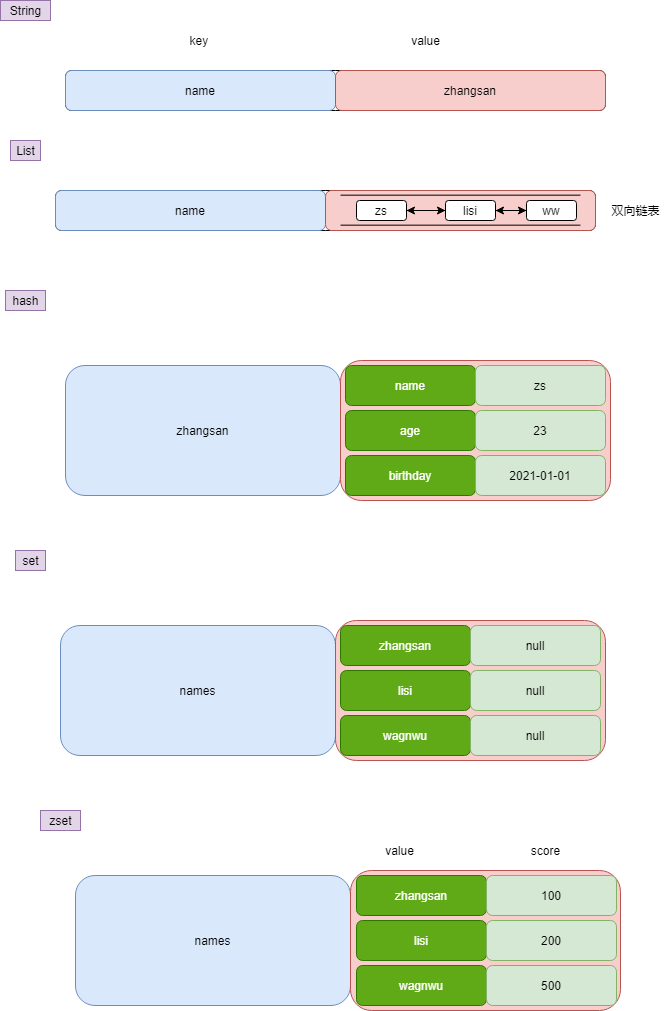 String
key value
name zhangsan
List
name zs lisi ww 双向链表
hash
name zs
zhangsan age 23
birthday 2021-01-01
set
zhangsan null
names lisi null
wagnwu null
zset
value score
zhangsan 100
names lisi 200
wagnwu 500